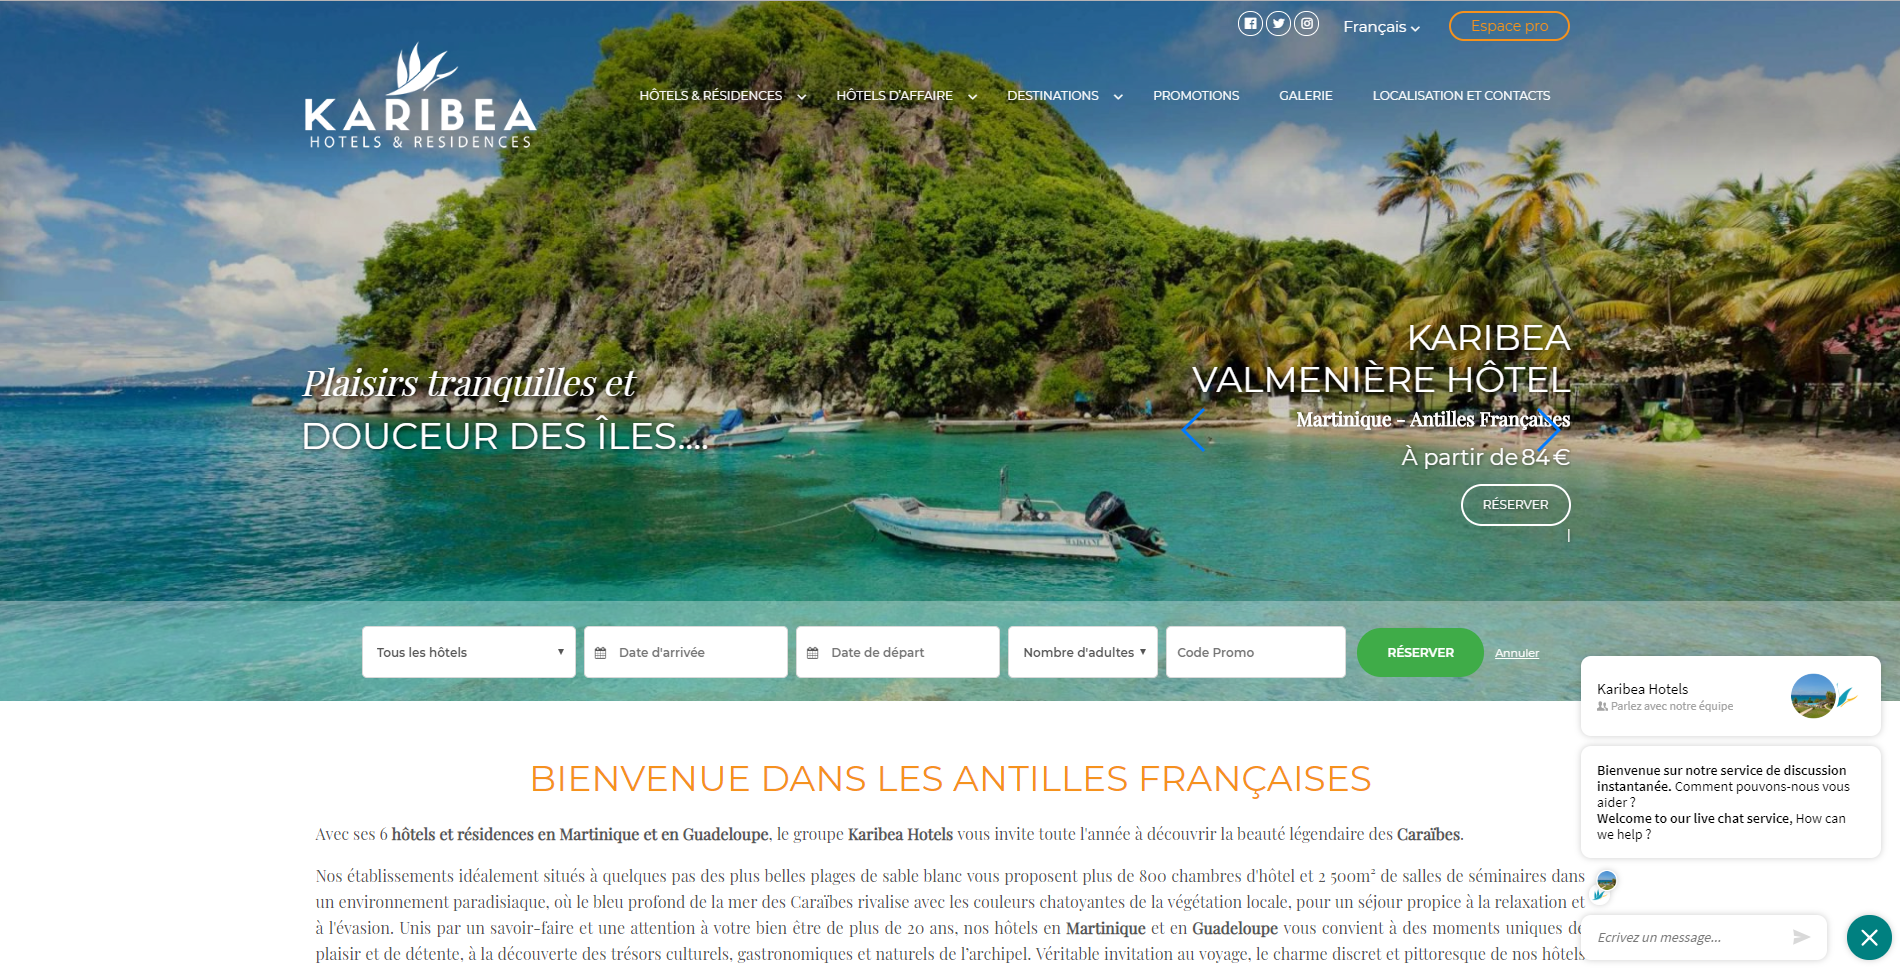 Français
Espace pro
KARIBEA
HOTELS & RESIDENCES
HÔTELS & RÉSIDENCES
HÔTELS D'AFFAIRE
DESTINATIONS
PROMOTIONS
GALERIE
LOCALISATION ET CONTACTS
Plaisirs tranquilles et
DOUCEUR DES ÎLES....
KARIBEA
VALMENIÈRE HÔTEL
Martinique - Antilles Françaises
À partir de 84 €
RÉSERVER
Tous les hôtels
Date d'arrivée
Date de départ
Nombre d'adultes
Code Promo
RÉSERVER
Annuler
BIENVENUE DANS LES ANTILLES FRANÇAISES
Avec ses 6 hôtels et résidences en Martinique et en Guadeloupe, le groupe Karibea Hotels vous invite toute l'année à découvrir la beauté légendaire des Caraïbes.
Nos établissements idéalement situés à quelques pas des plus belles plages de sable blanc vous proposent plus de 800 chambres d'hôtel et 2 500m² de salles de séminaires dans
un environnement paradisiaque, où le bleu profond de la mer des Caraïbes rivalise avec les couleurs chatoyantes de la végétation locale, pour un séjour propice à la relaxation et
à l'évasion. Unis par un savoir-faire et une attention à votre bien être de plus de 20 ans, nos hôtels en Martinique et en Guadeloupe vous convient à des moments uniques de
plaisir et de détente, à la découverte des trésors culturels, gastronomiques et naturels de l'archipel. Véritable invitation au voyage, le charme discret et pittoresque de nos hôtels
Karibea Hotels
Parlez avec notre équipe
Bienvenue sur notre service de discussion
instantanée. Comment pouvons-nous vous
aider ?
Welcome to our live chat service, How can
we help ?
Ecrivez un message...